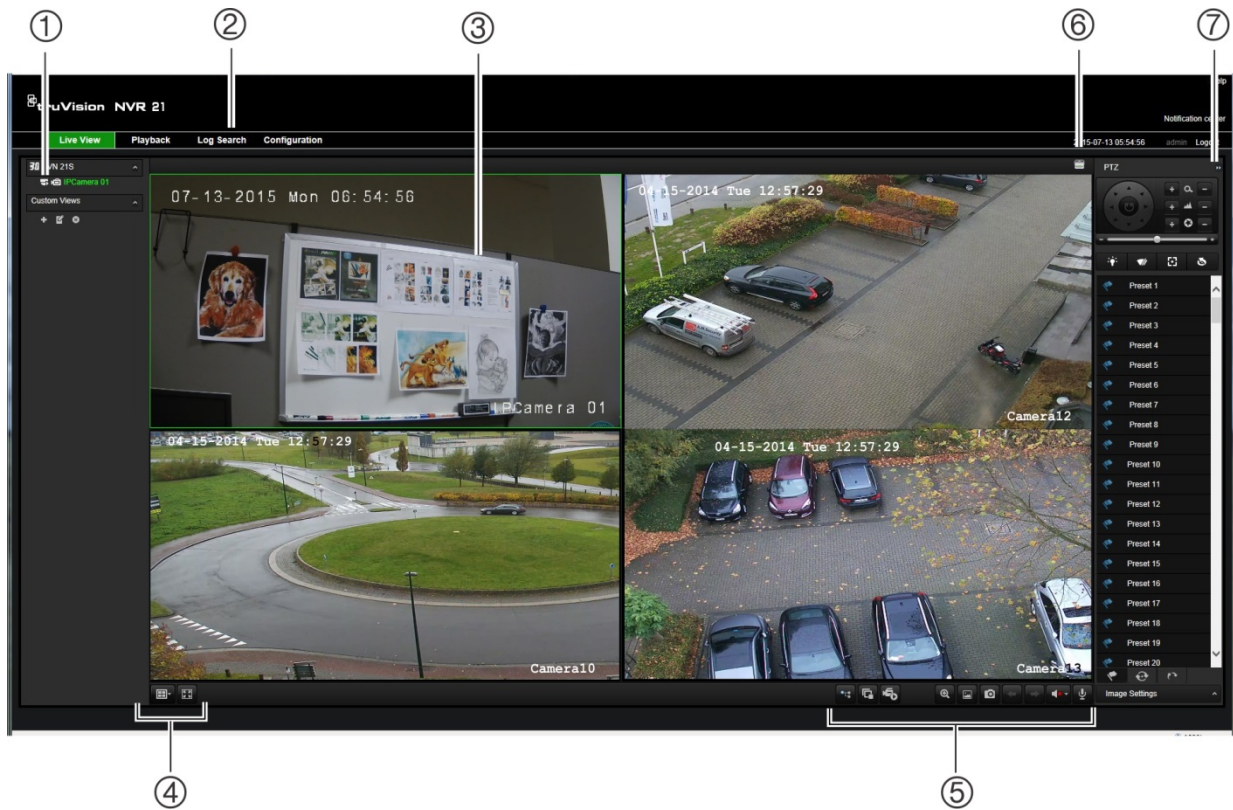 ① ② ③ ⑥ ⑦
truVision NVR 21
Notification center
Live View Playback Log Search Configuration
2015-07-13 05:54:56 admin Logout
VN 21S
IPCamera 01
Custom Views
PTZ
07-13-2015 Mon 06:54:56
IPCamera 01
04-15-2014 Tue 12:57:29
Camera12
04-15-2014 Tue 12:57:29
Camera10
04-15-2014 Tue 12:57:29
Camera13
Preset 1
Preset 2
Preset 3
Preset 4
Preset 5
Preset 6
Preset 7
Preset 8
Preset 9
Preset 10
Preset 11
Preset 12
Preset 13
Preset 14
Preset 15
Preset 16
Preset 17
Preset 18
Preset 19
Preset 20
Image Settings
④ ⑤